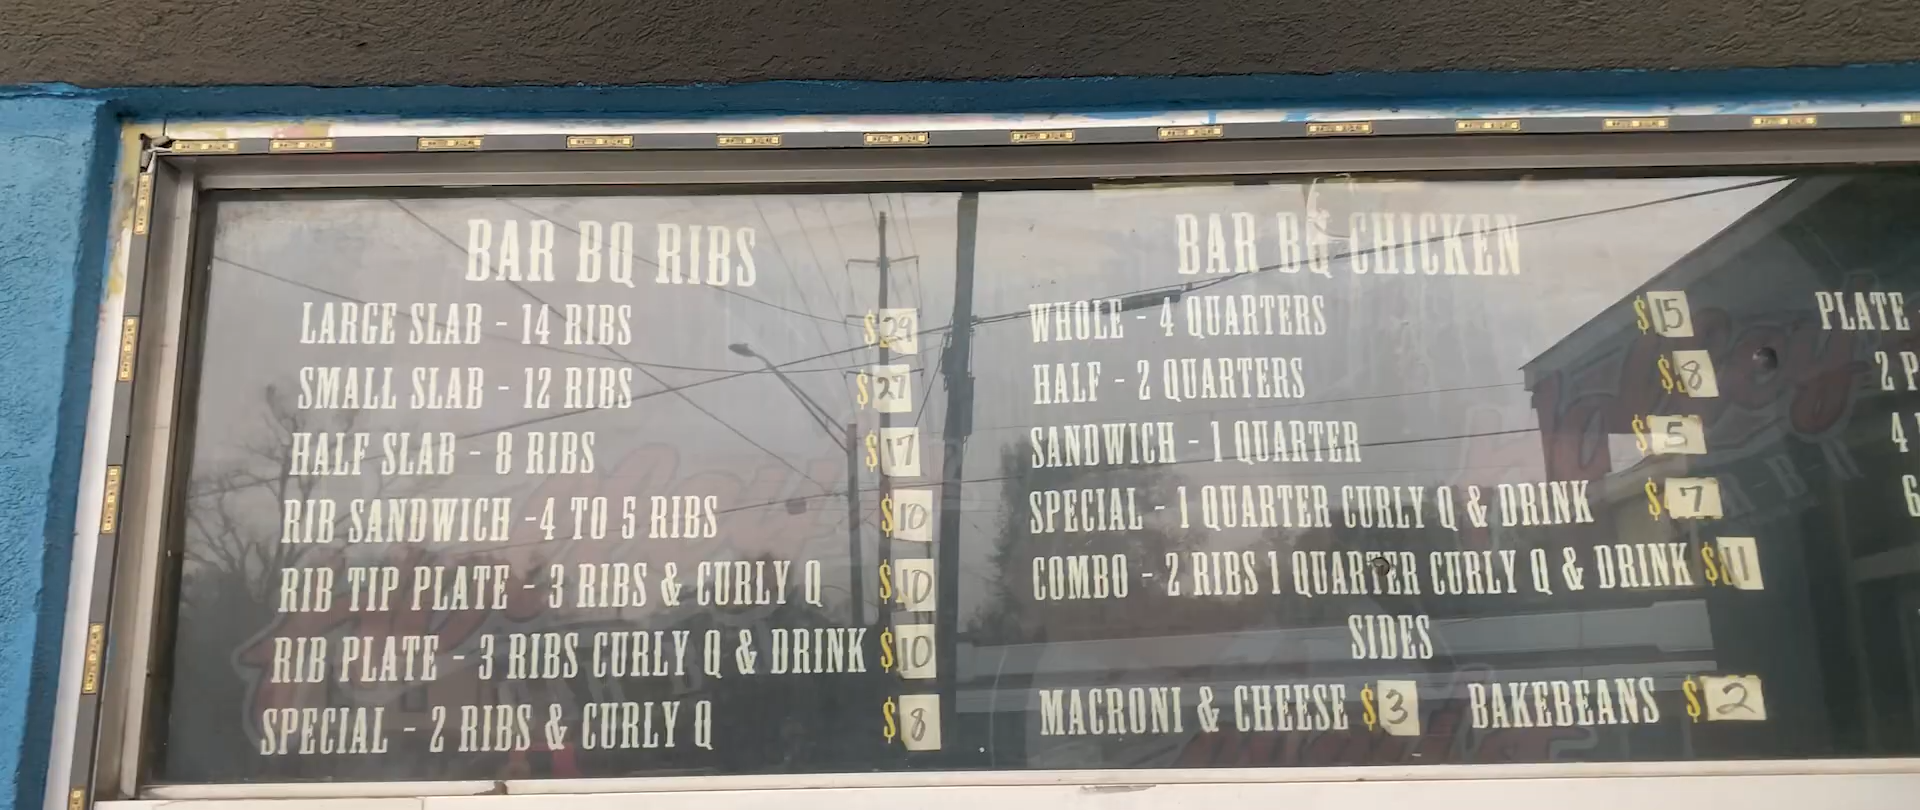 BAR BQ RIBS
LARGE SLAB - 14 RIBS $29
SMALL SLAB - 12 RIBS $27
HALF SLAB - 8 RIBS $17
RIB SANDWICH -4 TO 5 RIBS $10
RIB TIP PLATE - 3 RIBS & CURLY Q $10
RIB PLATE - 3 RIBS CURLY Q & DRINK $10
SPECIAL - 2 RIBS & CURLY Q $8
BAR BQ CHICKEN
WHOLE - 4 QUARTERS $15
HALF - 2 QUARTERS $8
SANDWICH - 1 QUARTER $5
SPECIAL - 1 QUARTER CURLY Q & DRINK $7
COMBO - 2 RIBS 1 QUARTER CURLY Q & DRINK $11
SIDES
MACRONI & CHEESE $3 BAKEBEANS $2
PLATE -
2 P
4
6